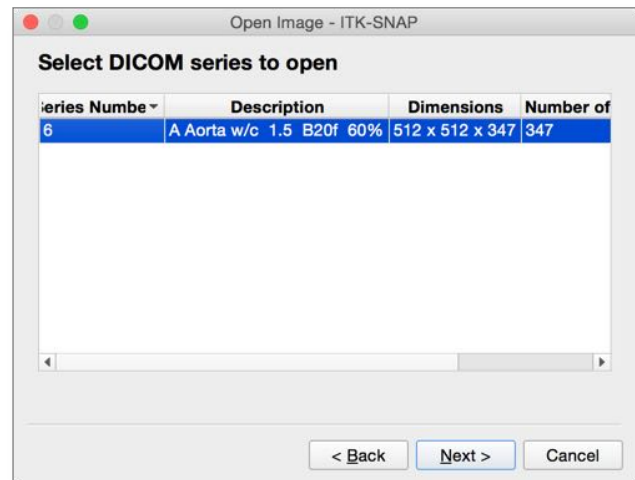 Open Image - ITK-SNAP
Select DICOM series to open
eries Numbe Description Dimensions Number of
6 A Aorta w/c 1.5 B20f 60% 512 x 512 x 347 347
< Back Next > Cancel